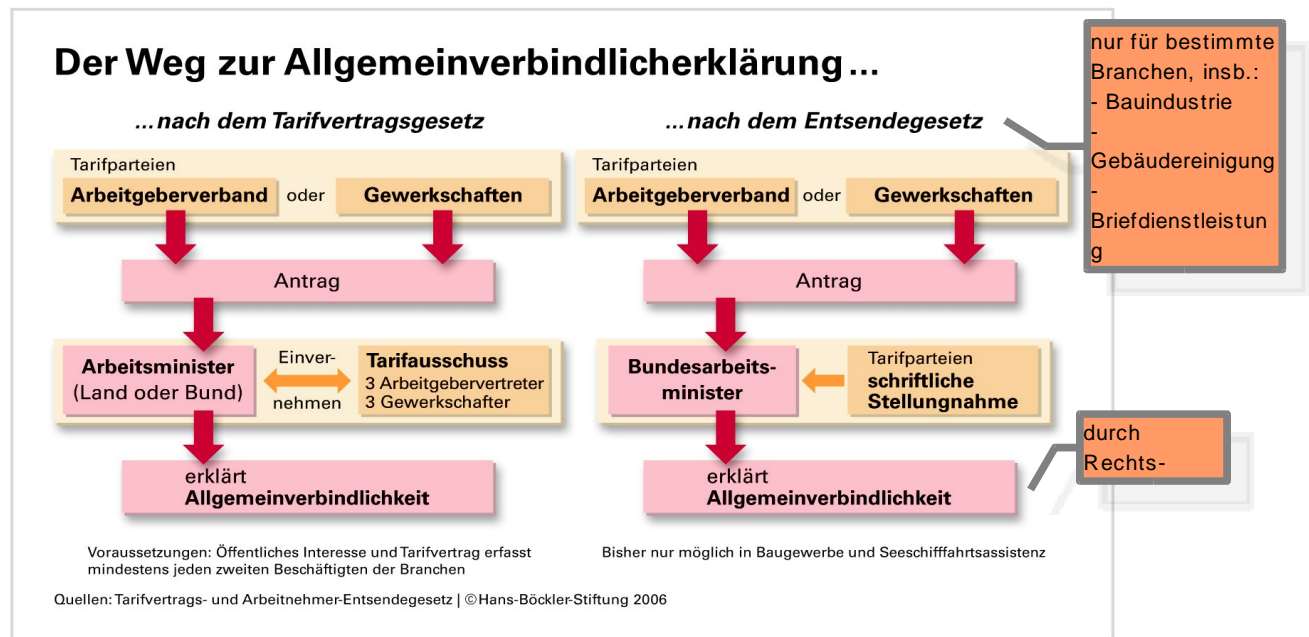 Der Weg zur Allgemeinverbindlicherklärung...
...nach dem Tarifvertragsgesetz
Tarifparteien
Arbeitgeberverband oder Gewerkschaften
Antrag
Arbeitsminister
(Land oder Bund)
Einver-
nehmen
Tarifausschuss
3 Arbeitgebervertreter
3 Gewerkschafter
erklärt
Allgemeinverbindlichkeit
Voraussetzungen: Öffentliches Interesse und Tarifvertrag erfasst
mindestens jeden zweiten Beschäftigten der Branchen
...nach dem Entsendegesetz
Tarifparteien
Arbeitgeberverband oder Gewerkschaften
Antrag
Bundesarbeits-
minister
Tarifparteien
schriftliche
Stellungnahme
erklärt
Allgemeinverbindlichkeit
Bisher nur möglich in Baugewerbe und Seeschifffahrtsassistenz
Quellen: Tarifvertrags- und Arbeitnehmer-Entsendegesetz | © Hans-Böckler-Stiftung 2006
nur für bestimmte
Branchen, insb.:
- Bauindustrie
-
Gebäudereinigung
-
Briefdienstleistun
g
durch
Rechts-